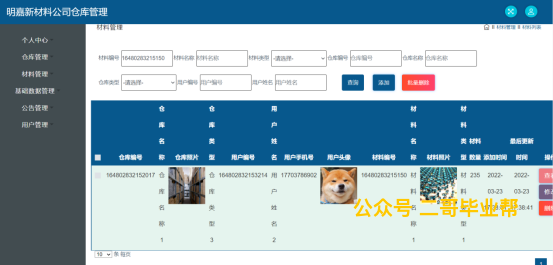 明嘉新材料公司仓库管理
个人中心
仓库管理
材料管理
基础数据管理
公告管理
用户管理
材料管理
材料管理 材料列表
材料编号 16480283215150 材料名称 材料名称 材料类型 -请选择- 仓库编号 仓库编号 仓库名称 仓库名称
仓库类型 -请选择- 用户编号 用户编号 用户姓名 用户姓名 查询 添加 批量删除
仓库编号 仓库名称 仓库照片 仓库类型 用户编号 用户姓名 用户手机号 用户头像 材料编号 材料名称 材料照片 材料类型 材料数量 添加时间 最后更新时间 操
1648028323152017 仓库名称1 仓库类型3 164802832153214 用户姓名2 17703786902 16480283215150 材料名称1 材料类型1 235 2022-03-23 2022-03-23
公众号 二哥毕业帮
10 条 每页
1